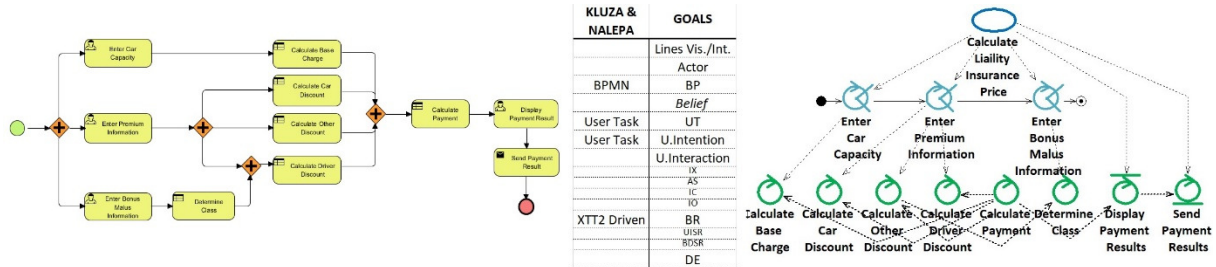 Enter Car
Capacity
Calculate Base
Charge
Calculate Car
Discount
Enter Premium
Information
Calculate Other
Discount
Calculate Driver
Discount
Enter Bonus
Malus
Information
Determine
Class
Calculate
Payment
Display
Payment Result
Send Payment
Result
KLUZA &
NALEPA
GOALS
Lines Vis./Int.
Actor
BPMN BP
Belief
User Task UT
User Task U.Intention
U.Interaction
IX
AS
IC
IO
XTT2 Driven BR
UISR
BDSR
DE
Calculate
Liaility
Insurance
Price
Enter
Car
Capacity
Enter
Premium
Information
Enter
Bonus
Malus
Information
Calculate
Base
Charge
Calculate
Car
Discount
Calculate
Other
Discount
Calculate
Driver
Discount
Calculate
Payment
Determine
Class
Display
Payment
Results
Send
Payment
Results